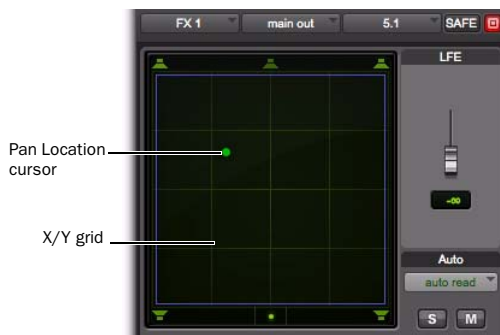 FX 1 main out 5.1 SAFE
LFE
Pan Location
cursor
-∞
X/Y grid
Auto
auto read
S M